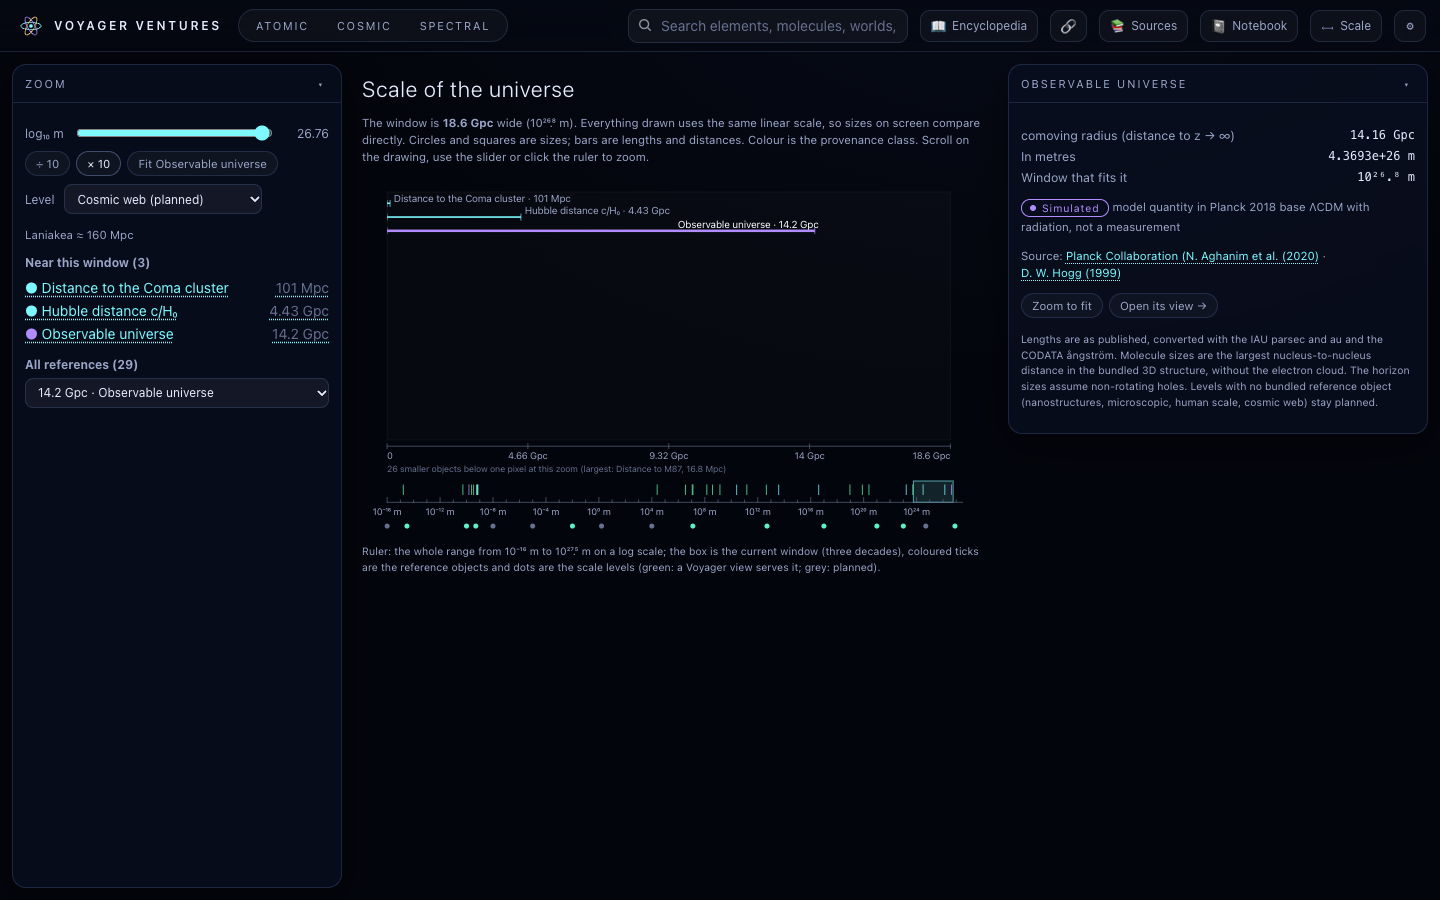 VOYAGER VENTURES
ATOMIC COSMIC SPECTRAL
Search elements, molecules, worlds,
Encyclopedia
Sources
Notebook
Scale
ZOOM
log₁₀ m 26.76
÷ 10 × 10 Fit Observable universe
Level Cosmic web (planned)
Laniakea ≈ 160 Mpc
Near this window (3)
Distance to the Coma cluster 101 Mpc
Hubble distance c/H₀ 4.43 Gpc
Observable universe 14.2 Gpc
All references (29)
14.2 Gpc · Observable universe
Scale of the universe
The window is 18.6 Gpc wide (10²⁶·⁸ m). Everything drawn uses the same linear scale, so sizes on screen compare
directly. Circles and squares are sizes; bars are lengths and distances. Colour is the provenance class. Scroll on
the drawing, use the slider or click the ruler to zoom.
Distance to the Coma cluster · 101 Mpc
Hubble distance c/H₀ · 4.43 Gpc
Observable universe · 14.2 Gpc
0 4.66 Gpc 9.32 Gpc 14 Gpc 18.6 Gpc
26 smaller objects below one pixel at this zoom (largest: Distance to M87, 16.8 Mpc)
10⁻¹⁶ m 10⁻¹² m 10⁻⁸ m 10⁻⁴ m 10⁰ m 10⁴ m 10⁸ m 10¹² m 10¹⁶ m 10²⁰ m 10²⁴ m
Ruler: the whole range from 10⁻¹⁶ m to 10²⁷·⁵ m on a log scale; the box is the current window (three decades), coloured ticks
are the reference objects and dots are the scale levels (green: a Voyager view serves it; grey: planned).
OBSERVABLE UNIVERSE
comoving radius (distance to z → ∞) 14.16 Gpc
In metres 4.3693e+26 m
Window that fits it 10²⁶·⁸ m
Simulated model quantity in Planck 2018 base ΛCDM with
radiation, not a measurement
Source: Planck Collaboration (N. Aghanim et al. (2020) ·
D. W. Hogg (1999)
Zoom to fit Open its view →
Lengths are as published, converted with the IAU parsec and au and the
CODATA ångström. Molecule sizes are the largest nucleus-to-nucleus
distance in the bundled 3D structure, without the electron cloud. The horizon
sizes assume non-rotating holes. Levels with no bundled reference object
(nanostructures, microscopic, human scale, cosmic web) stay planned.